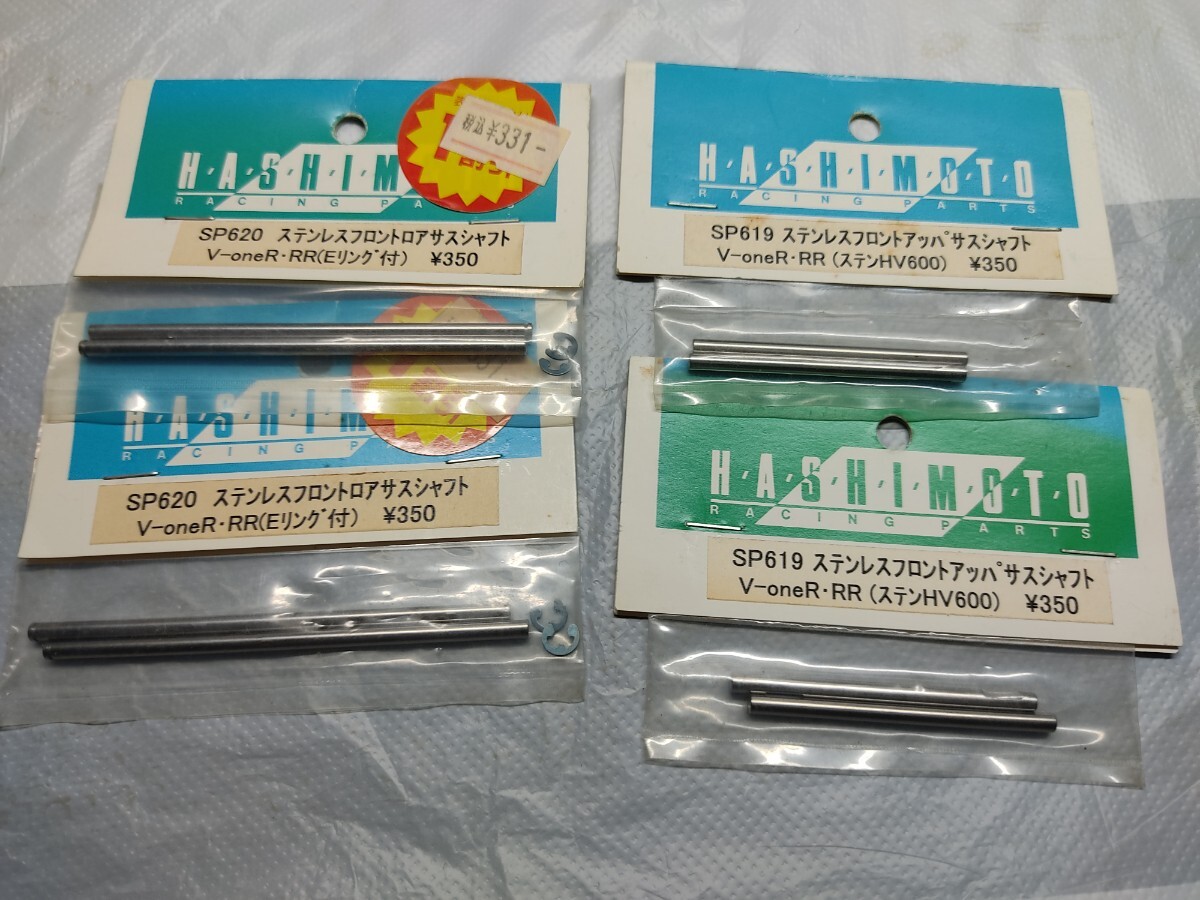 税込¥331-
HASHIM
RACING PA
SP620 ステンレスフロントロアサスシャフト
V-oneR・RR(Eリング付) ¥350
HASHIMOTO
RACING PARTS
SP619 ステンレスフロントアッパサスシャフト
V-oneR・RR (ステンHV600) ¥350
331
HASHIM
RACING P
SP620 ステンレスフロントロアサスシャフト
V-oneR・RR(Eリング付) ¥350
HASHIMOTO
RACING PARTS
SP619 ステンレスフロントアッパサスシャフト
V-oneR・RR (ステンHV600) ¥350